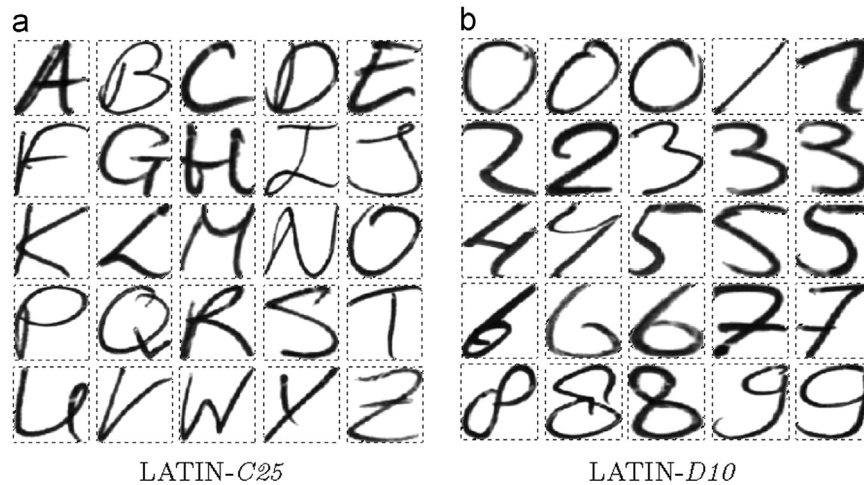 a
A B C D E
F G H I J
K L M N O
P Q R S T
U V W Y Z
LATIN-C25
b
0 0 0 1 1
2 2 3 3 3
4 4 5 5 5
6 6 6 7 7
8 8 8 9 9
LATIN-D10